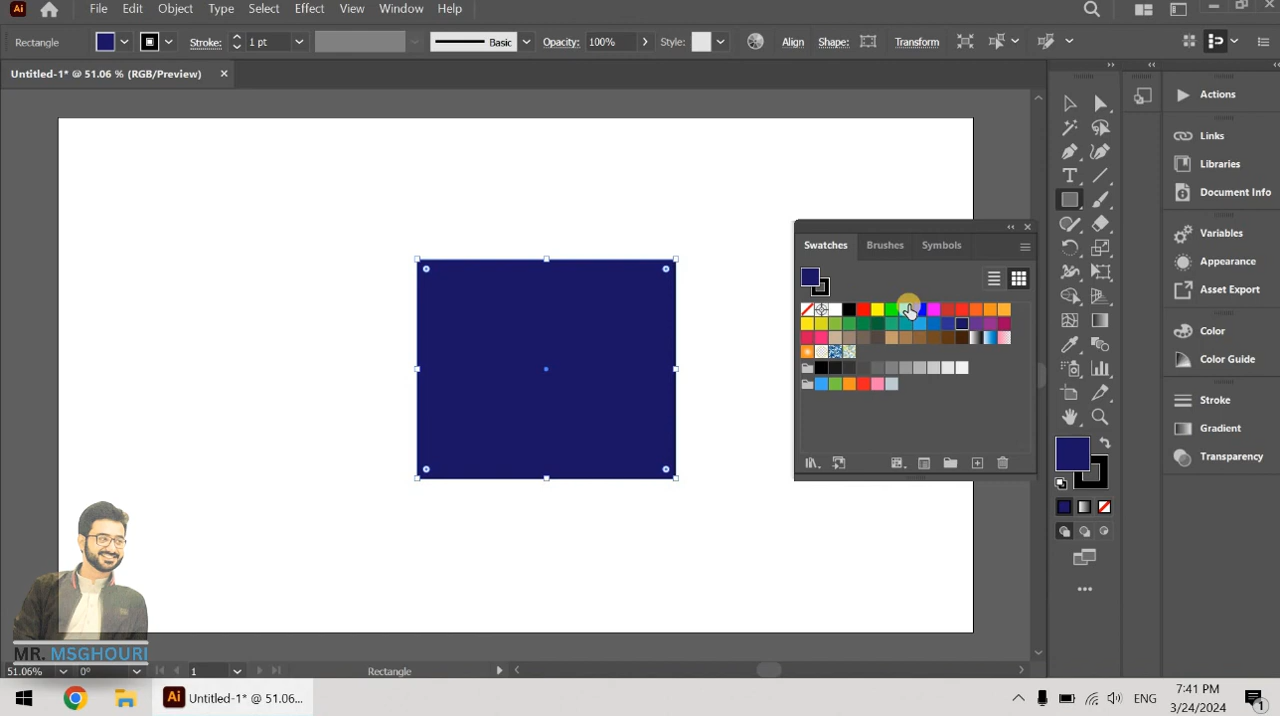 Ai File Edit Object Type Select Effect View Window Help
Rectangle Stroke: 1 pt Basic Opacity: 100% Style: Align Shape: Transform
Untitled-1* @ 51.06 % (RGB/Preview)
Actions
Links
Libraries
Document Info
Variables
Appearance
Asset Export
Color
Color Guide
Stroke
Gradient
Transparency
Swatches Brushes Symbols
T
MR. MSGHOURI
51.06% 0° 1 Rectangle
Ai Untitled-1* @ 51.06... ENG 7:41 PM
3/24/2024 1